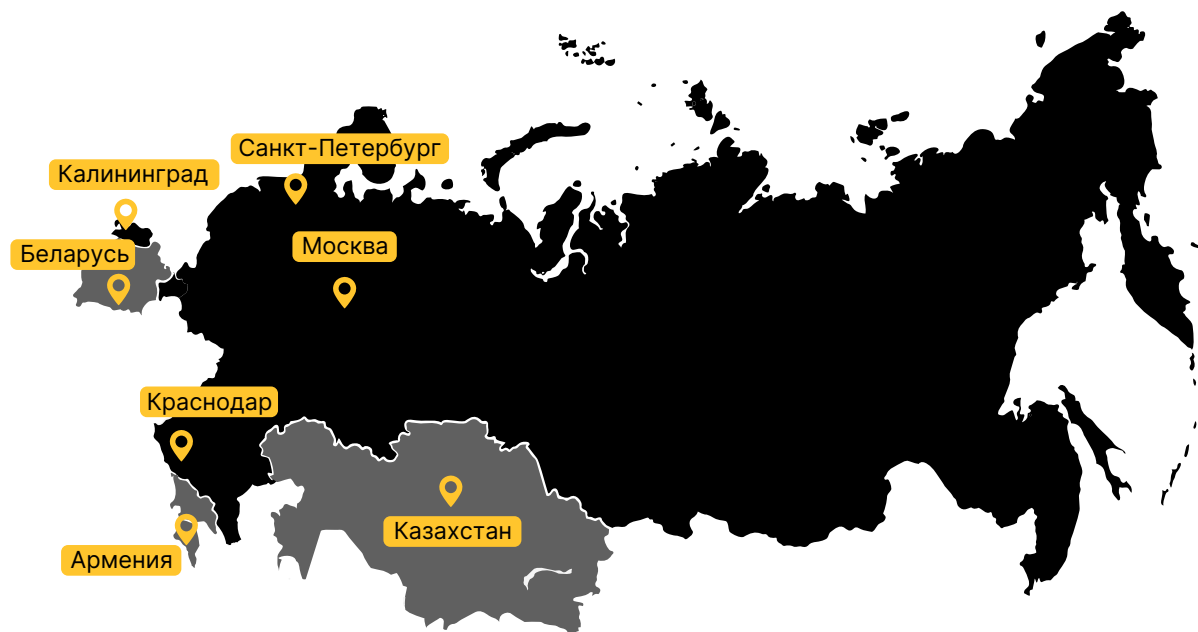 Санкт-Петербург
Калининград
Москва
Беларусь
Краснодар
Казахстан
Армения